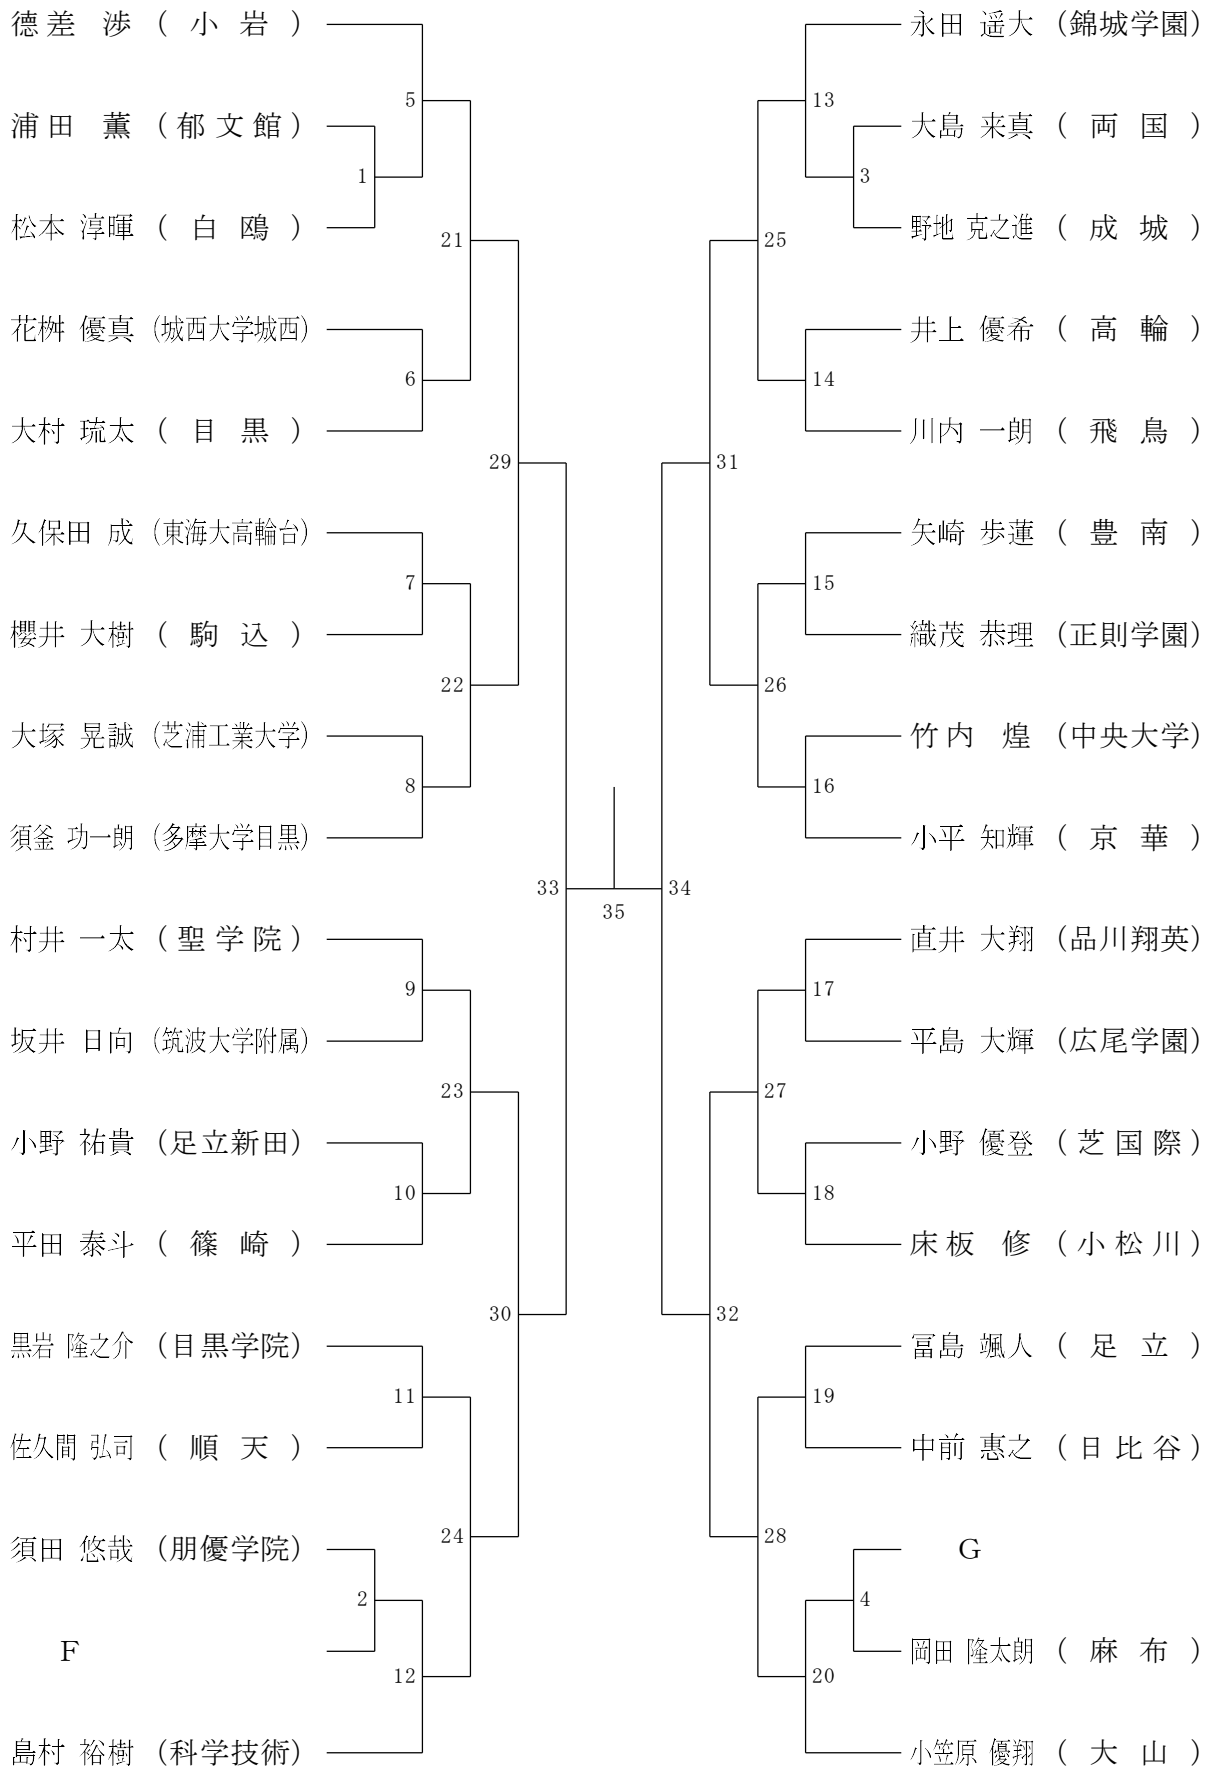 徳差 渉 (小岩)
5
浦田 薫 (郁文館)
1
松本 淳暉 (白鴎)
21
花桝 優真 (城西大学城西)
6
大村 琉太 (目黒)
29
久保田 成 (東海大高輪台)
7
櫻井 大樹 (駒込)
22
大塚 晃誠 (芝浦工業大学)
8
須釜 功一朗 (多摩大学目黒)
33
村井 一太 (聖学院)
9
坂井 日向 (筑波大学附属)
23
小野 祐貴 (足立新田)
10
平田 泰斗 (篠崎)
30
黒岩 隆之介 (目黒学院)
11
佐久間 弘司 (順天)
24
須田 悠哉 (朋優学院)
2
F
12
島村 裕樹 (科学技術)
35
永田 遥大 (錦城学園)
13
大島 来真 (両国)
3
野地 克之進 (成城)
25
井上 優希 (高輪)
14
川内 一朗 (飛鳥)
31
矢崎 歩蓮 (豊南)
15
織茂 恭理 (正則学園)
26
竹内 煌 (中央大学)
16
小平 知輝 (京華)
34
直井 大翔 (品川翔英)
17
平島 大輝 (広尾学園)
27
小野 優登 (芝国際)
18
床板 修 (小松川)
32
冨島 颯人 (足立)
19
中前 惠之 (日比谷)
28
G
4
岡田 隆太朗 (麻布)
20
小笠原 優翔 (大山)